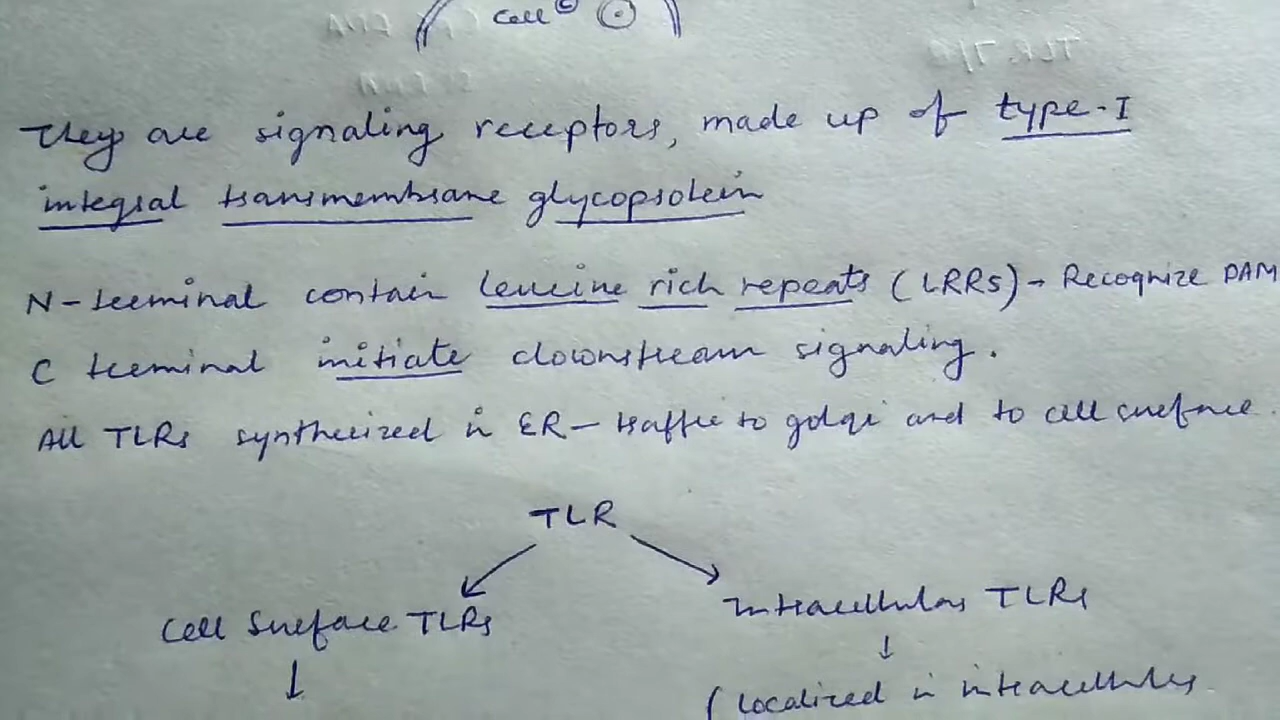 Cell ©
They are signaling receptors, made up of type-I
integral transmembrane glycoprotein
N-terminal contain leucine rich repeats (LRRs) - Recognize PAM
C terminal initiate downstream signaling.
All TLRs synthesized in ER - traffic to golgi and to cell surface.
TLR
Cell Surface TLRs
Intracellular TLRs
(localized in intracellular